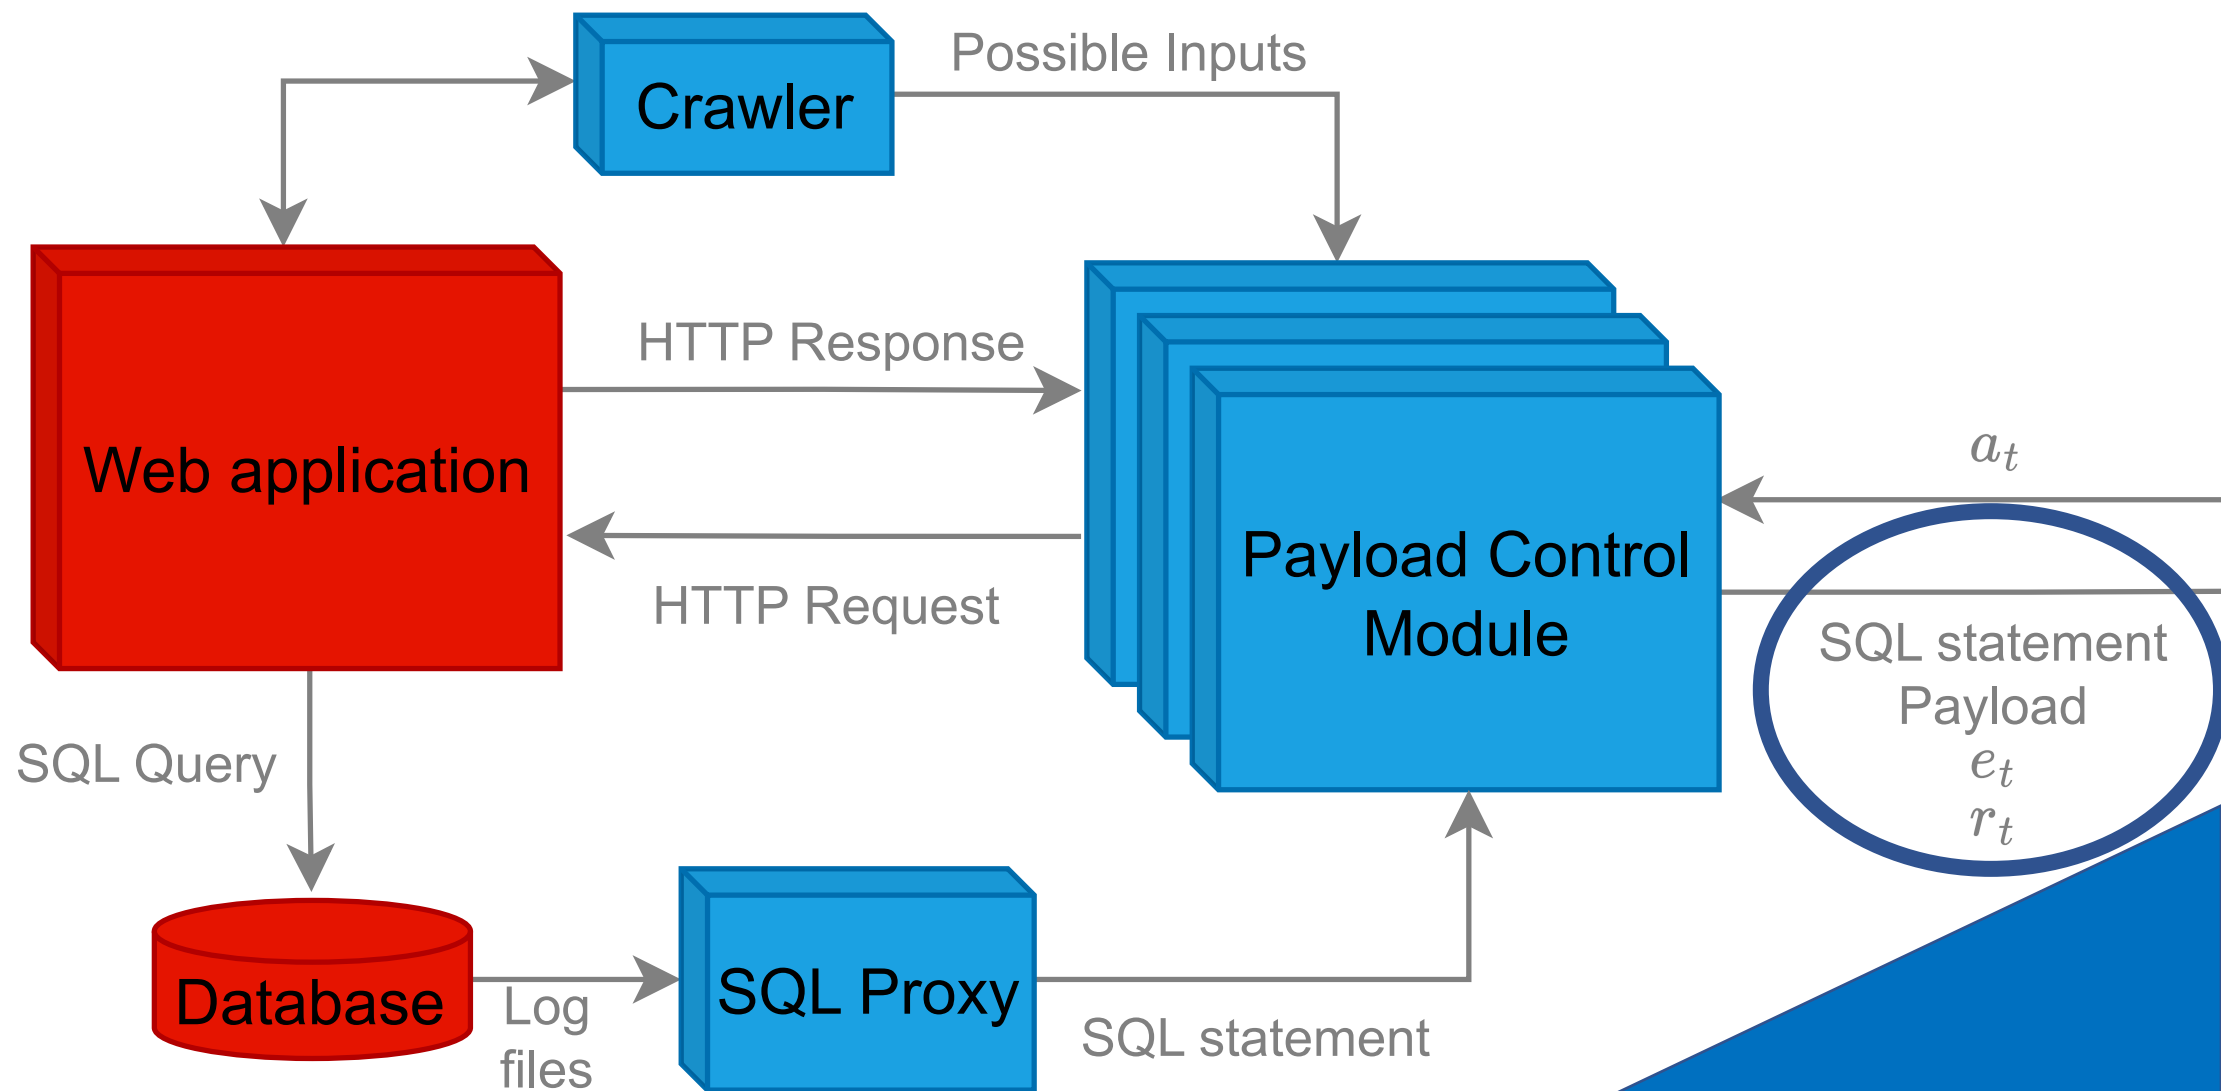 Possible Inputs
Crawler
HTTP Response
Web application
HTTP Request
Payload Control
Module
a_t
SQL statement
Payload
e_t
r_t
SQL Query
Database
Log
files
SQL Proxy
SQL statement